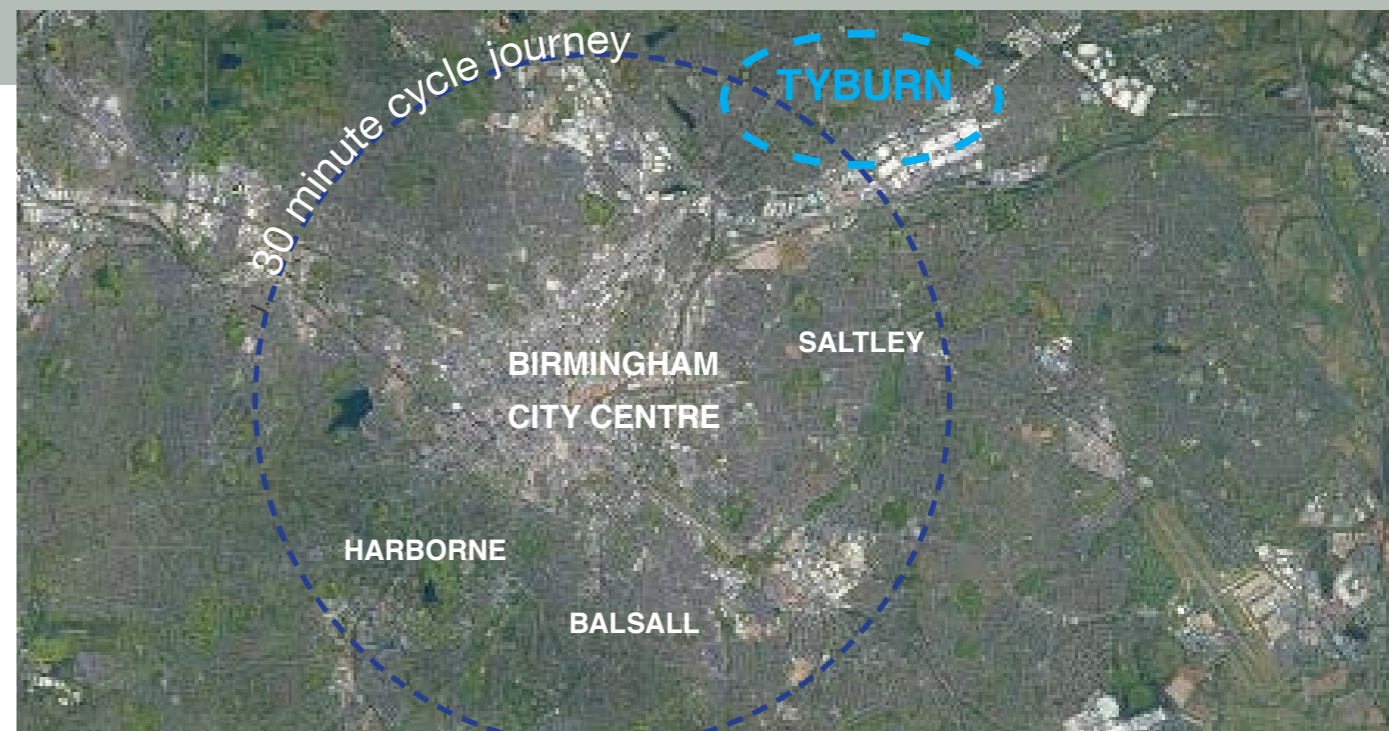 30 minute cycle journey
TYBURN
SALTLEY
BIRMINGHAM
CITY CENTRE
HARBORNE
BALSALL